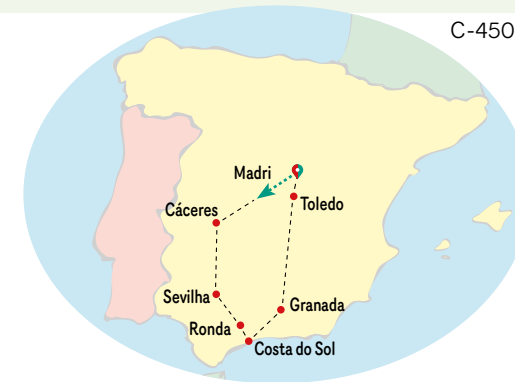 C-450
Madri
Toledo
Cáceres
Sevilha
Granada
Ronda
Costa do Sol